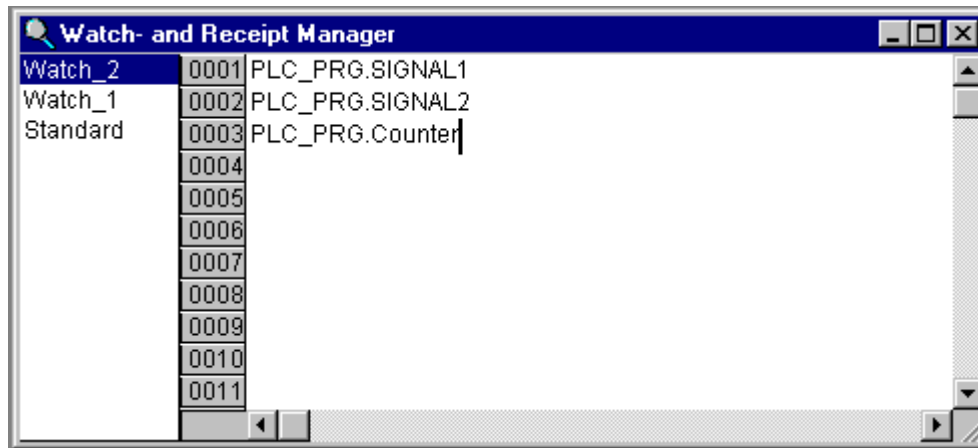 Watch- and Receipt Manager
Watch_2
Watch_1
Standard
0001 PLC_PRG.SIGNAL1
0002 PLC_PRG.SIGNAL2
0003 PLC_PRG.Counter
0004
0005
0006
0007
0008
0009
0010
0011